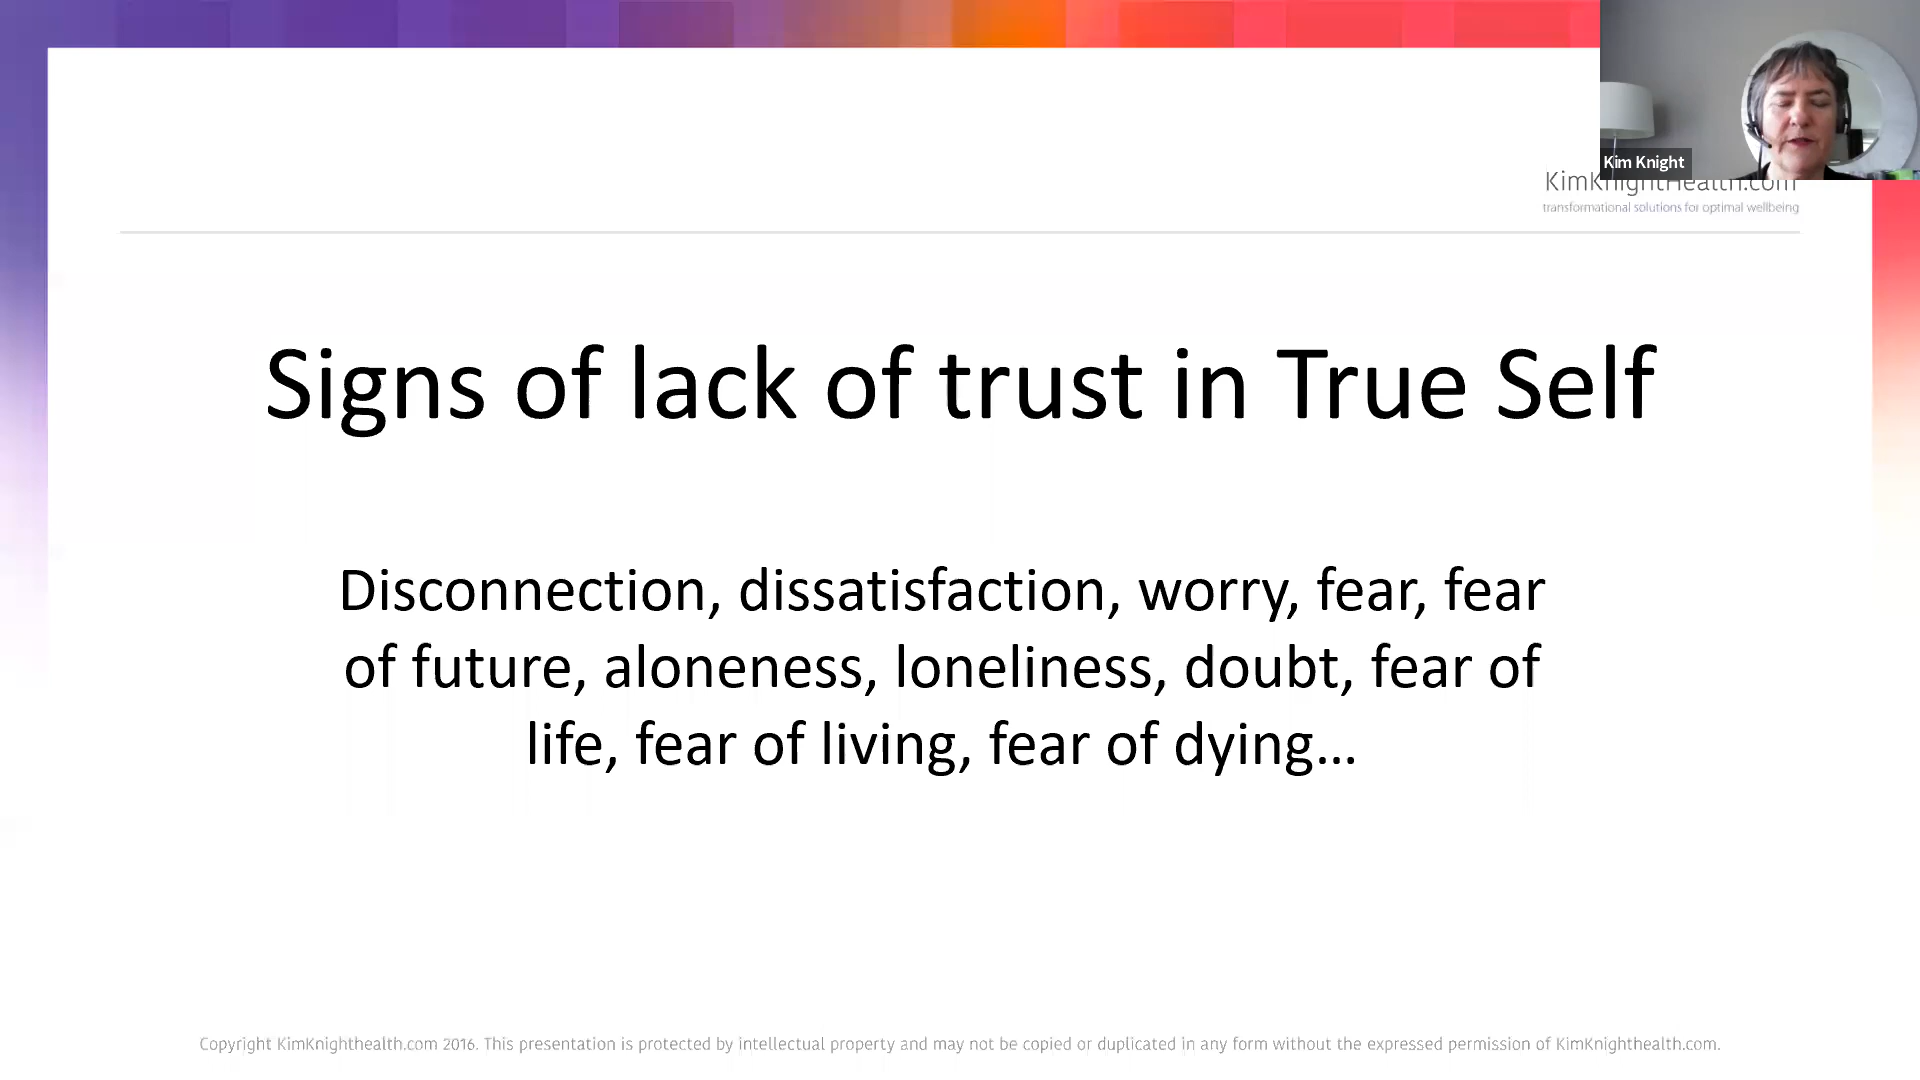 Kim Knight
KimKnightHealth.com
transformational solutions for optimal wellbeing
Signs of lack of trust in True Self
Disconnection, dissatisfaction, worry, fear, fear
of future, aloneness, loneliness, doubt, fear of
life, fear of living, fear of dying...
Copyright KimKnighthealth.com 2016. This presentation is protected by intellectual property and may not be copied or duplicated in any form without the expressed permission of KimKnighthealth.com.